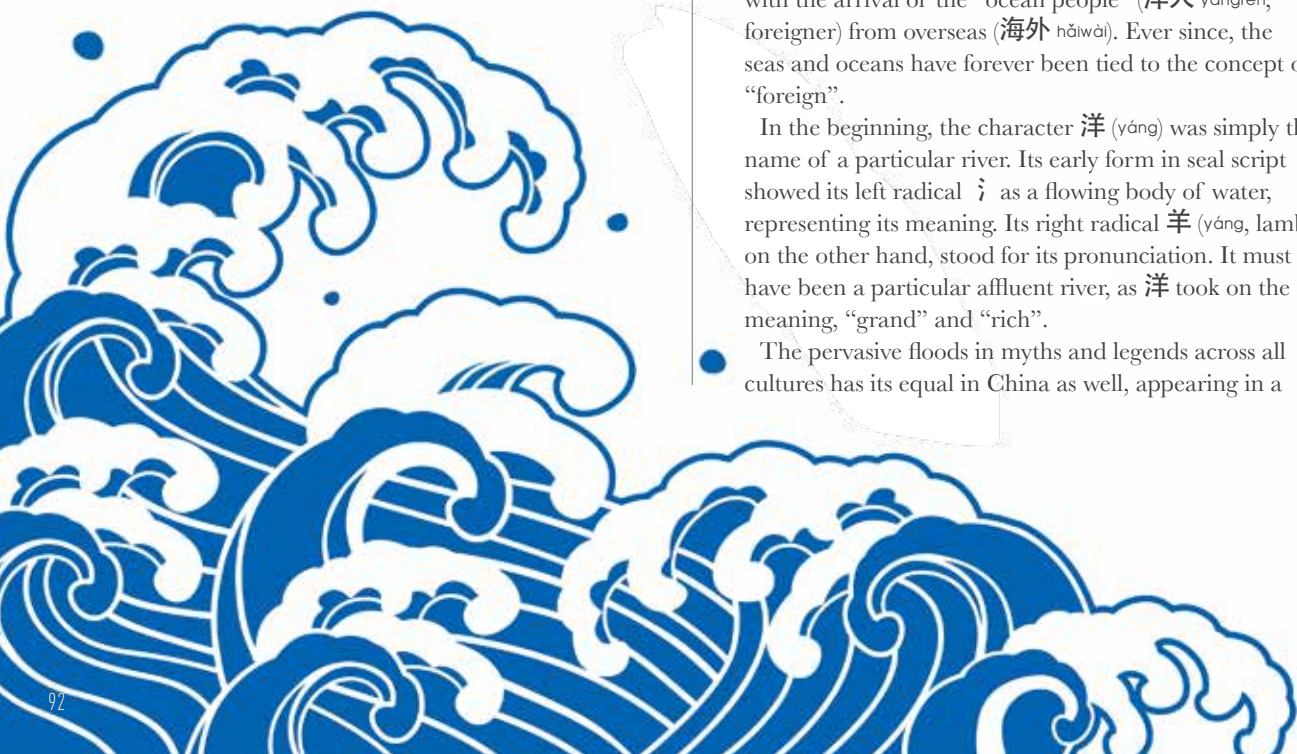 with the arrival of the “ocean people” (洋人 yángrén,
foreigner) from overseas (海外 hǎiwài). Ever since, the
seas and oceans have forever been tied to the concept
“foreign”.
In the beginning, the character 洋 (yáng) was simply
name of a particular river. Its early form in seal script
showed its left radical 氵 as a flowing body of water,
representing its meaning. Its right radical 羊 (yáng,
on the other hand, stood for its pronunciation. It must
have been a particular affluent river, as 洋 took on the
meaning, “grand” and “rich”.
The pervasive floods in myths and legends across all
cultures has its equal in China as well, appearing in a
92